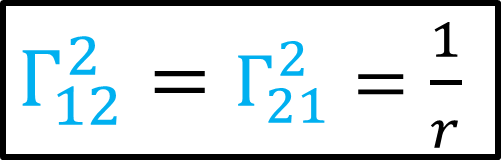 Γ²₁₂ = Γ²₂₁ = 1/r